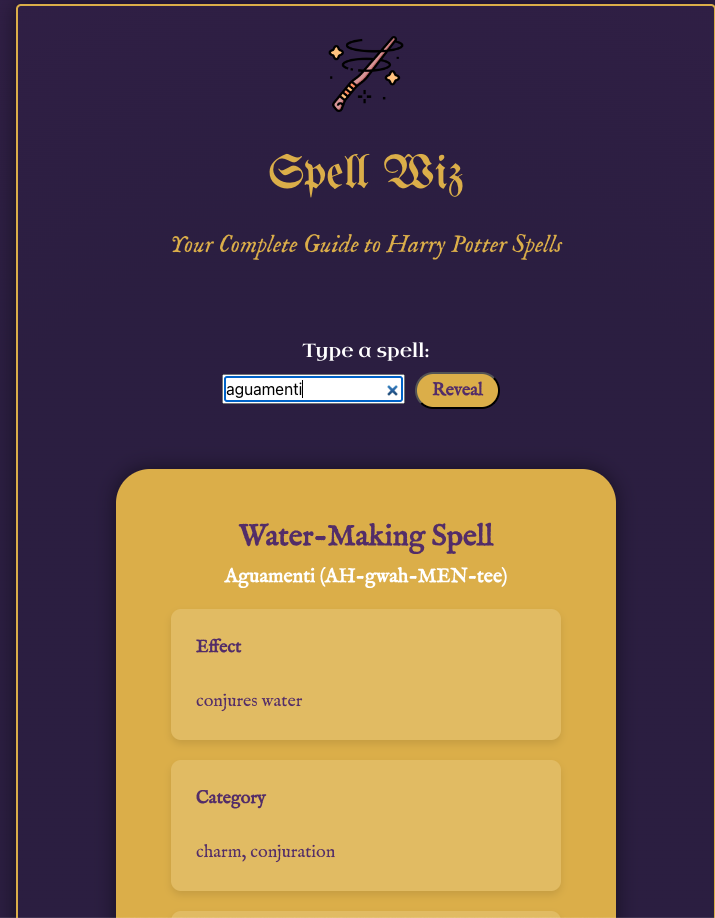 Spell Wiz
Your Complete Guide to Harry Potter Spells
Type a spell:
aguamenti
Reveal
Water-Making Spell
Aguamenti (AH-gwah-MEN-tee)
Effect
conjures water
Category
charm, conjuration